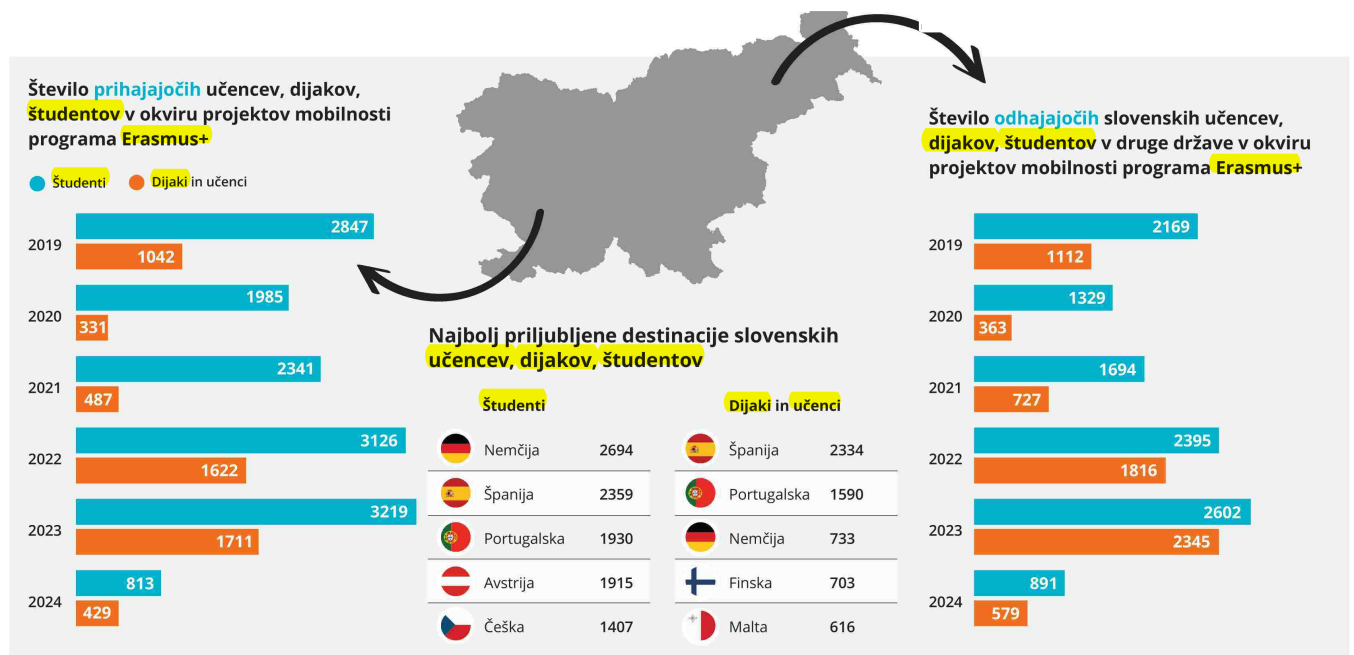 Število prihajajočih učencev, dijakov,
študentov v okviru projektov mobilnosti
programa Erasmus+
Študenti
Dijaki in učenci
2019
2847
1042
2020
1985
331
2021
2341
487
2022
3126
1622
2023
3219
1711
2024
813
429
Najbolj priljubljene destinacije slovenskih
učencev, dijakov, študentov
Študenti
Nemčija 2694
Španija 2359
Portugalska 1930
Avstrija 1915
Češka 1407
Dijaki in učenci
Španija 2334
Portugalska 1590
Nemčija 733
Finska 703
Malta 616
Število odhajajočih slovenskih učencev,
dijakov, študentov v druge države v okviru
projektov mobilnosti programa Erasmus+
2019
2169
1112
2020
1329
363
2021
1694
727
2022
2395
1816
2023
2602
2345
2024
891
579